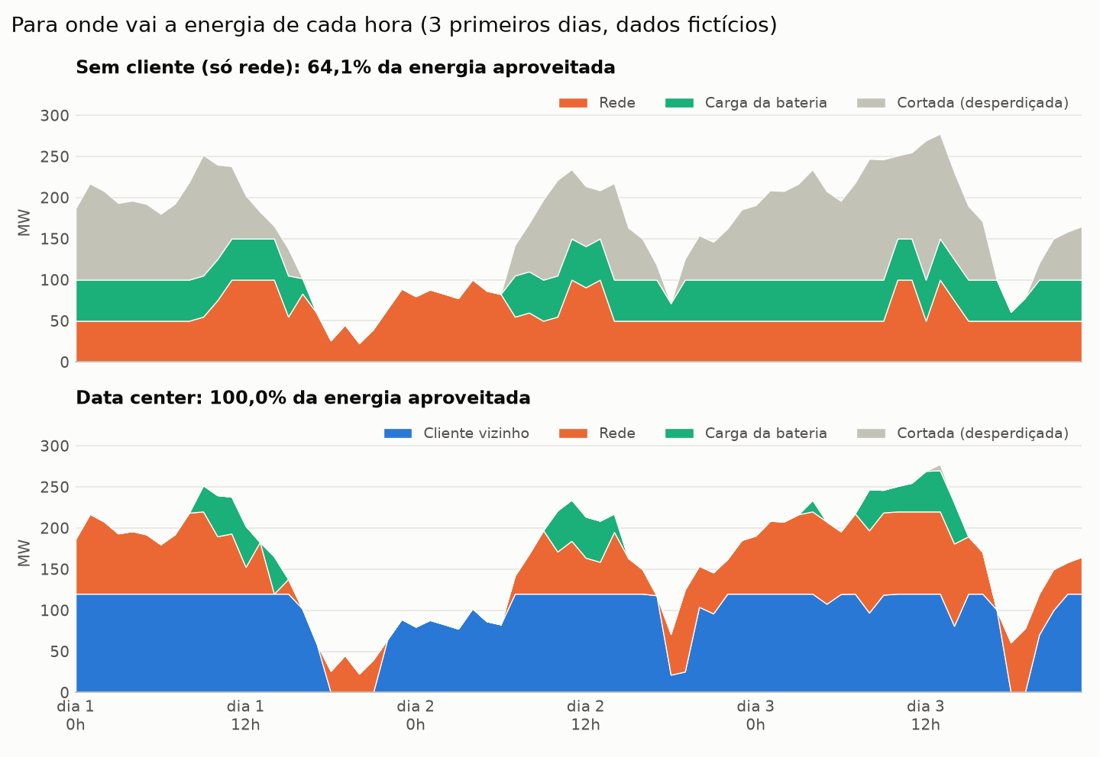 Para onde vai a energia de cada hora (3 primeiros dias, dados fictícios)
Sem cliente (só rede): 64,1% da energia aproveitada
Rede Carga da bateria Cortada (desperdiçada)
300
250
200
150
100
50
0
MW
Data center: 100,0% da energia aproveitada
Cliente vizinho Rede Carga da bateria Cortada (desperdiçada)
300
250
200
150
100
50
0
MW
dia 1 dia 1 dia 2 dia 2 dia 3 dia 3
0h 12h 0h 12h 0h 12h